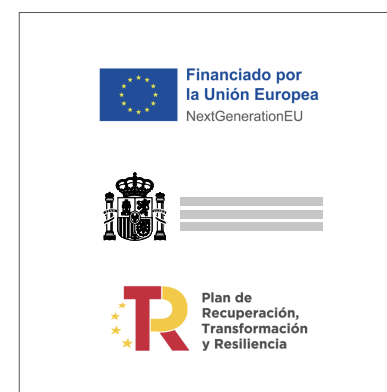 Financiado por
la Unión Europea
NextGenerationEU
Plan de
Recuperación,
Transformación
y Resiliencia